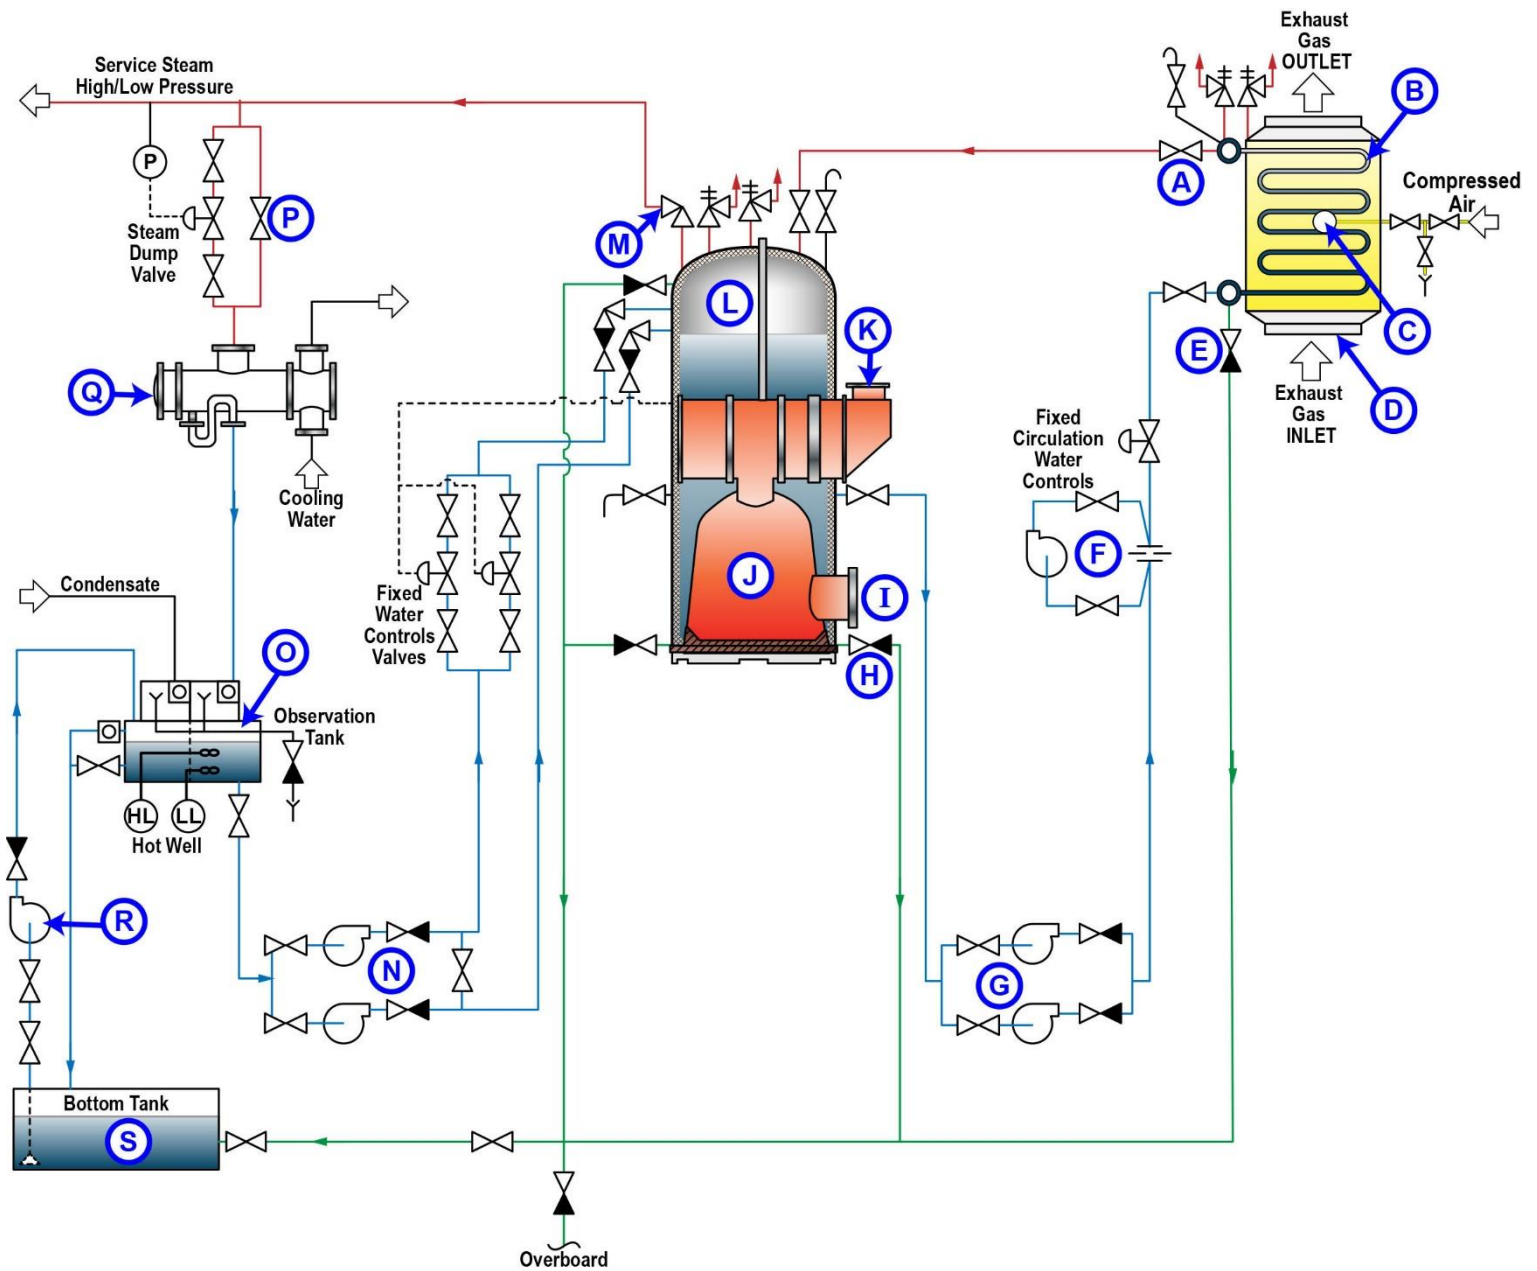 Exhaust
Gas
OUTLET
Service Steam
High/Low Pressure
B
P
A
Compressed
Air
P
Steam
Dump
Valve
M
L
K
C
E
Q
D
Exhaust
Gas
INLET
Fixed
Circulation
Water
Controls
Cooling
Water
F
J
Condensate
Fixed
Water
Controls
Valves
I
O
H
Observation
Tank
HL
LL
Hot Well
R
N
G
Bottom Tank
S
Overboard